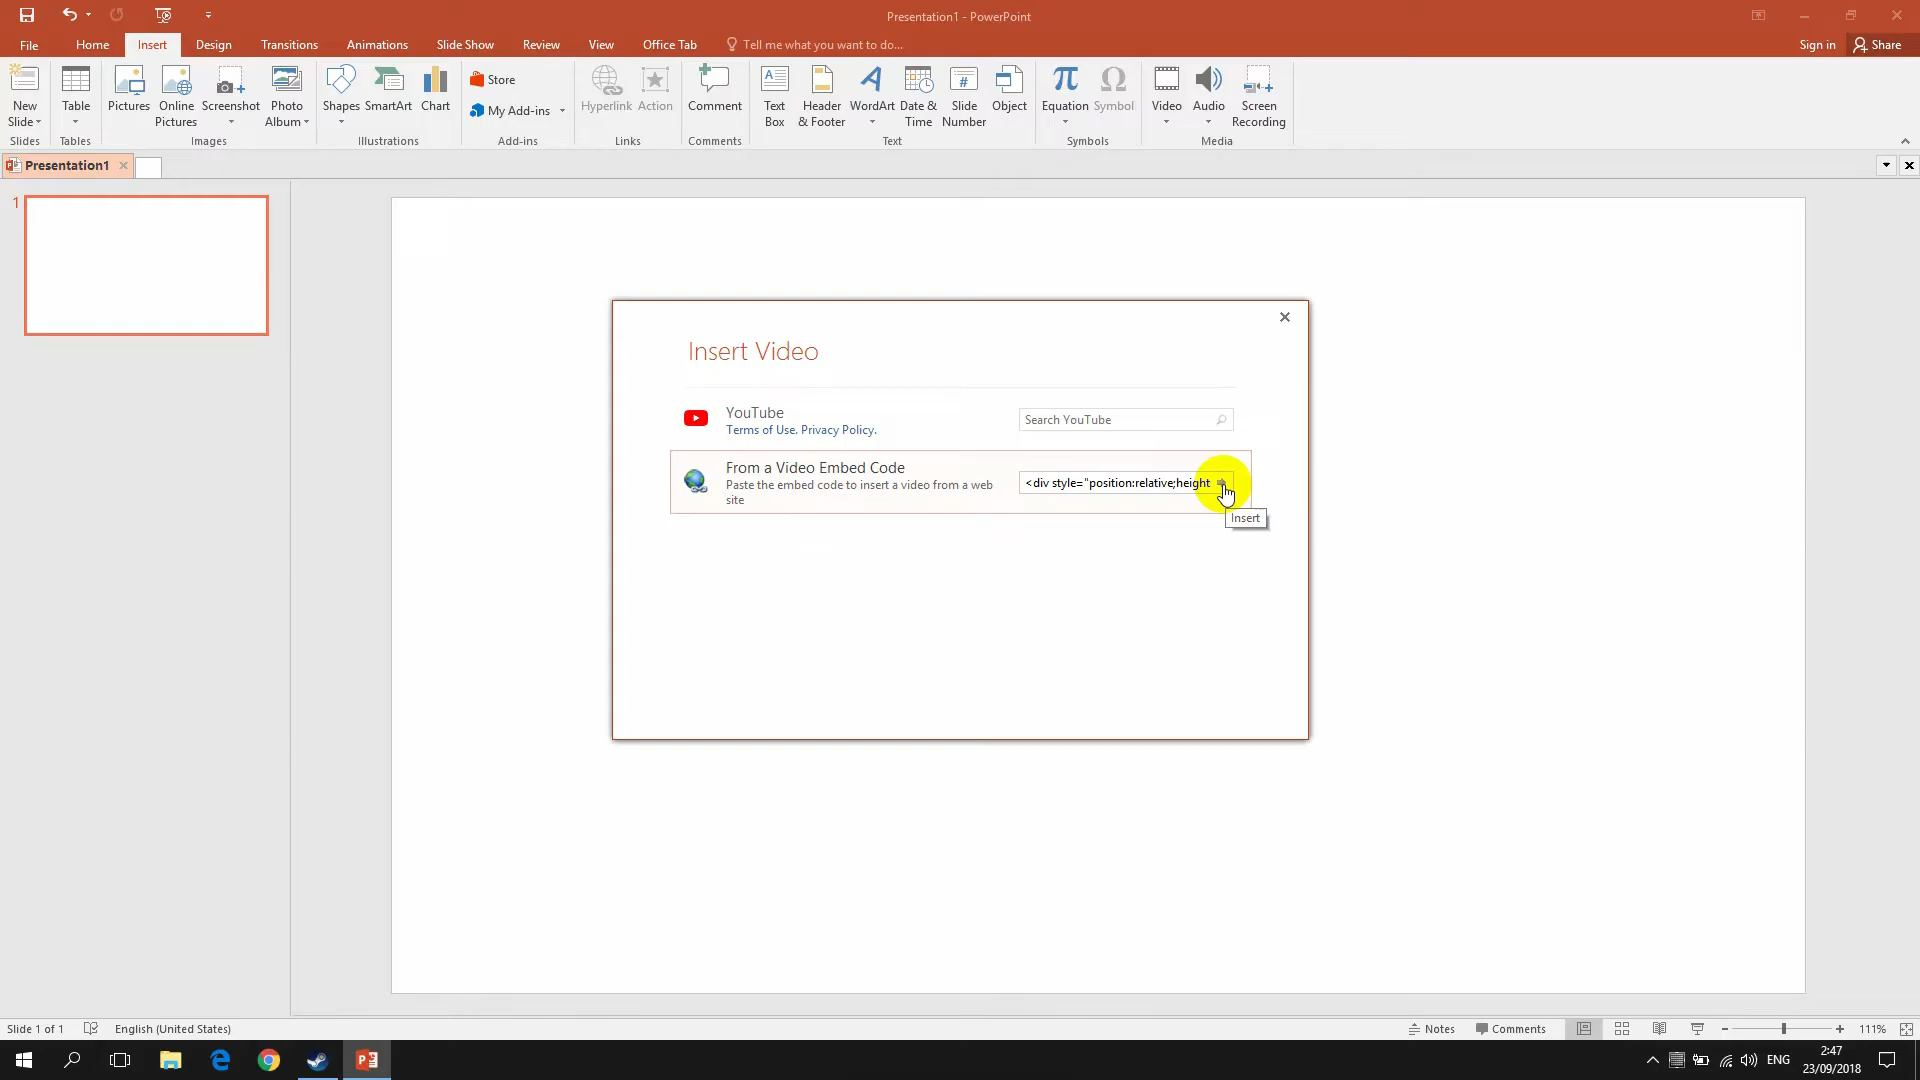 Presentation1 - PowerPoint
File Home Insert Design Transitions Animations Slide Show Review View Office Tab Tell me what you want to do... Sign in Share
New Slide
Table
Pictures
Online Pictures
Screenshot
Photo Album
Shapes
SmartArt
Chart
Store
My Add-ins
Hyperlink
Action
Comment
Text Box
Header & Footer
WordArt
Date & Time
Slide Number
Object
Equation
Symbol
Video
Audio
Screen Recording
Slides Tables Images Illustrations Add-ins Links Comments Text Symbols Media
Presentation1
1
Insert Video
YouTube
Terms of Use. Privacy Policy.
Search YouTube
From a Video Embed Code
Paste the embed code to insert a video from a web
site
<div style="position:relative;height
Insert
Slide 1 of 1 English (United States) Notes Comments 111%
ENG
2:47
23/09/2018